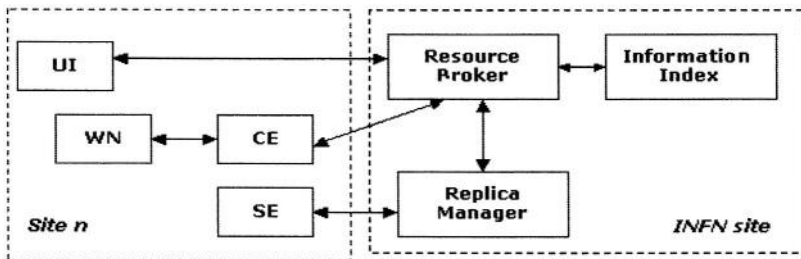 UI
Resource
Broker
Information
Index
WN
CE
SE
Replica
Manager
Site n
INFN site